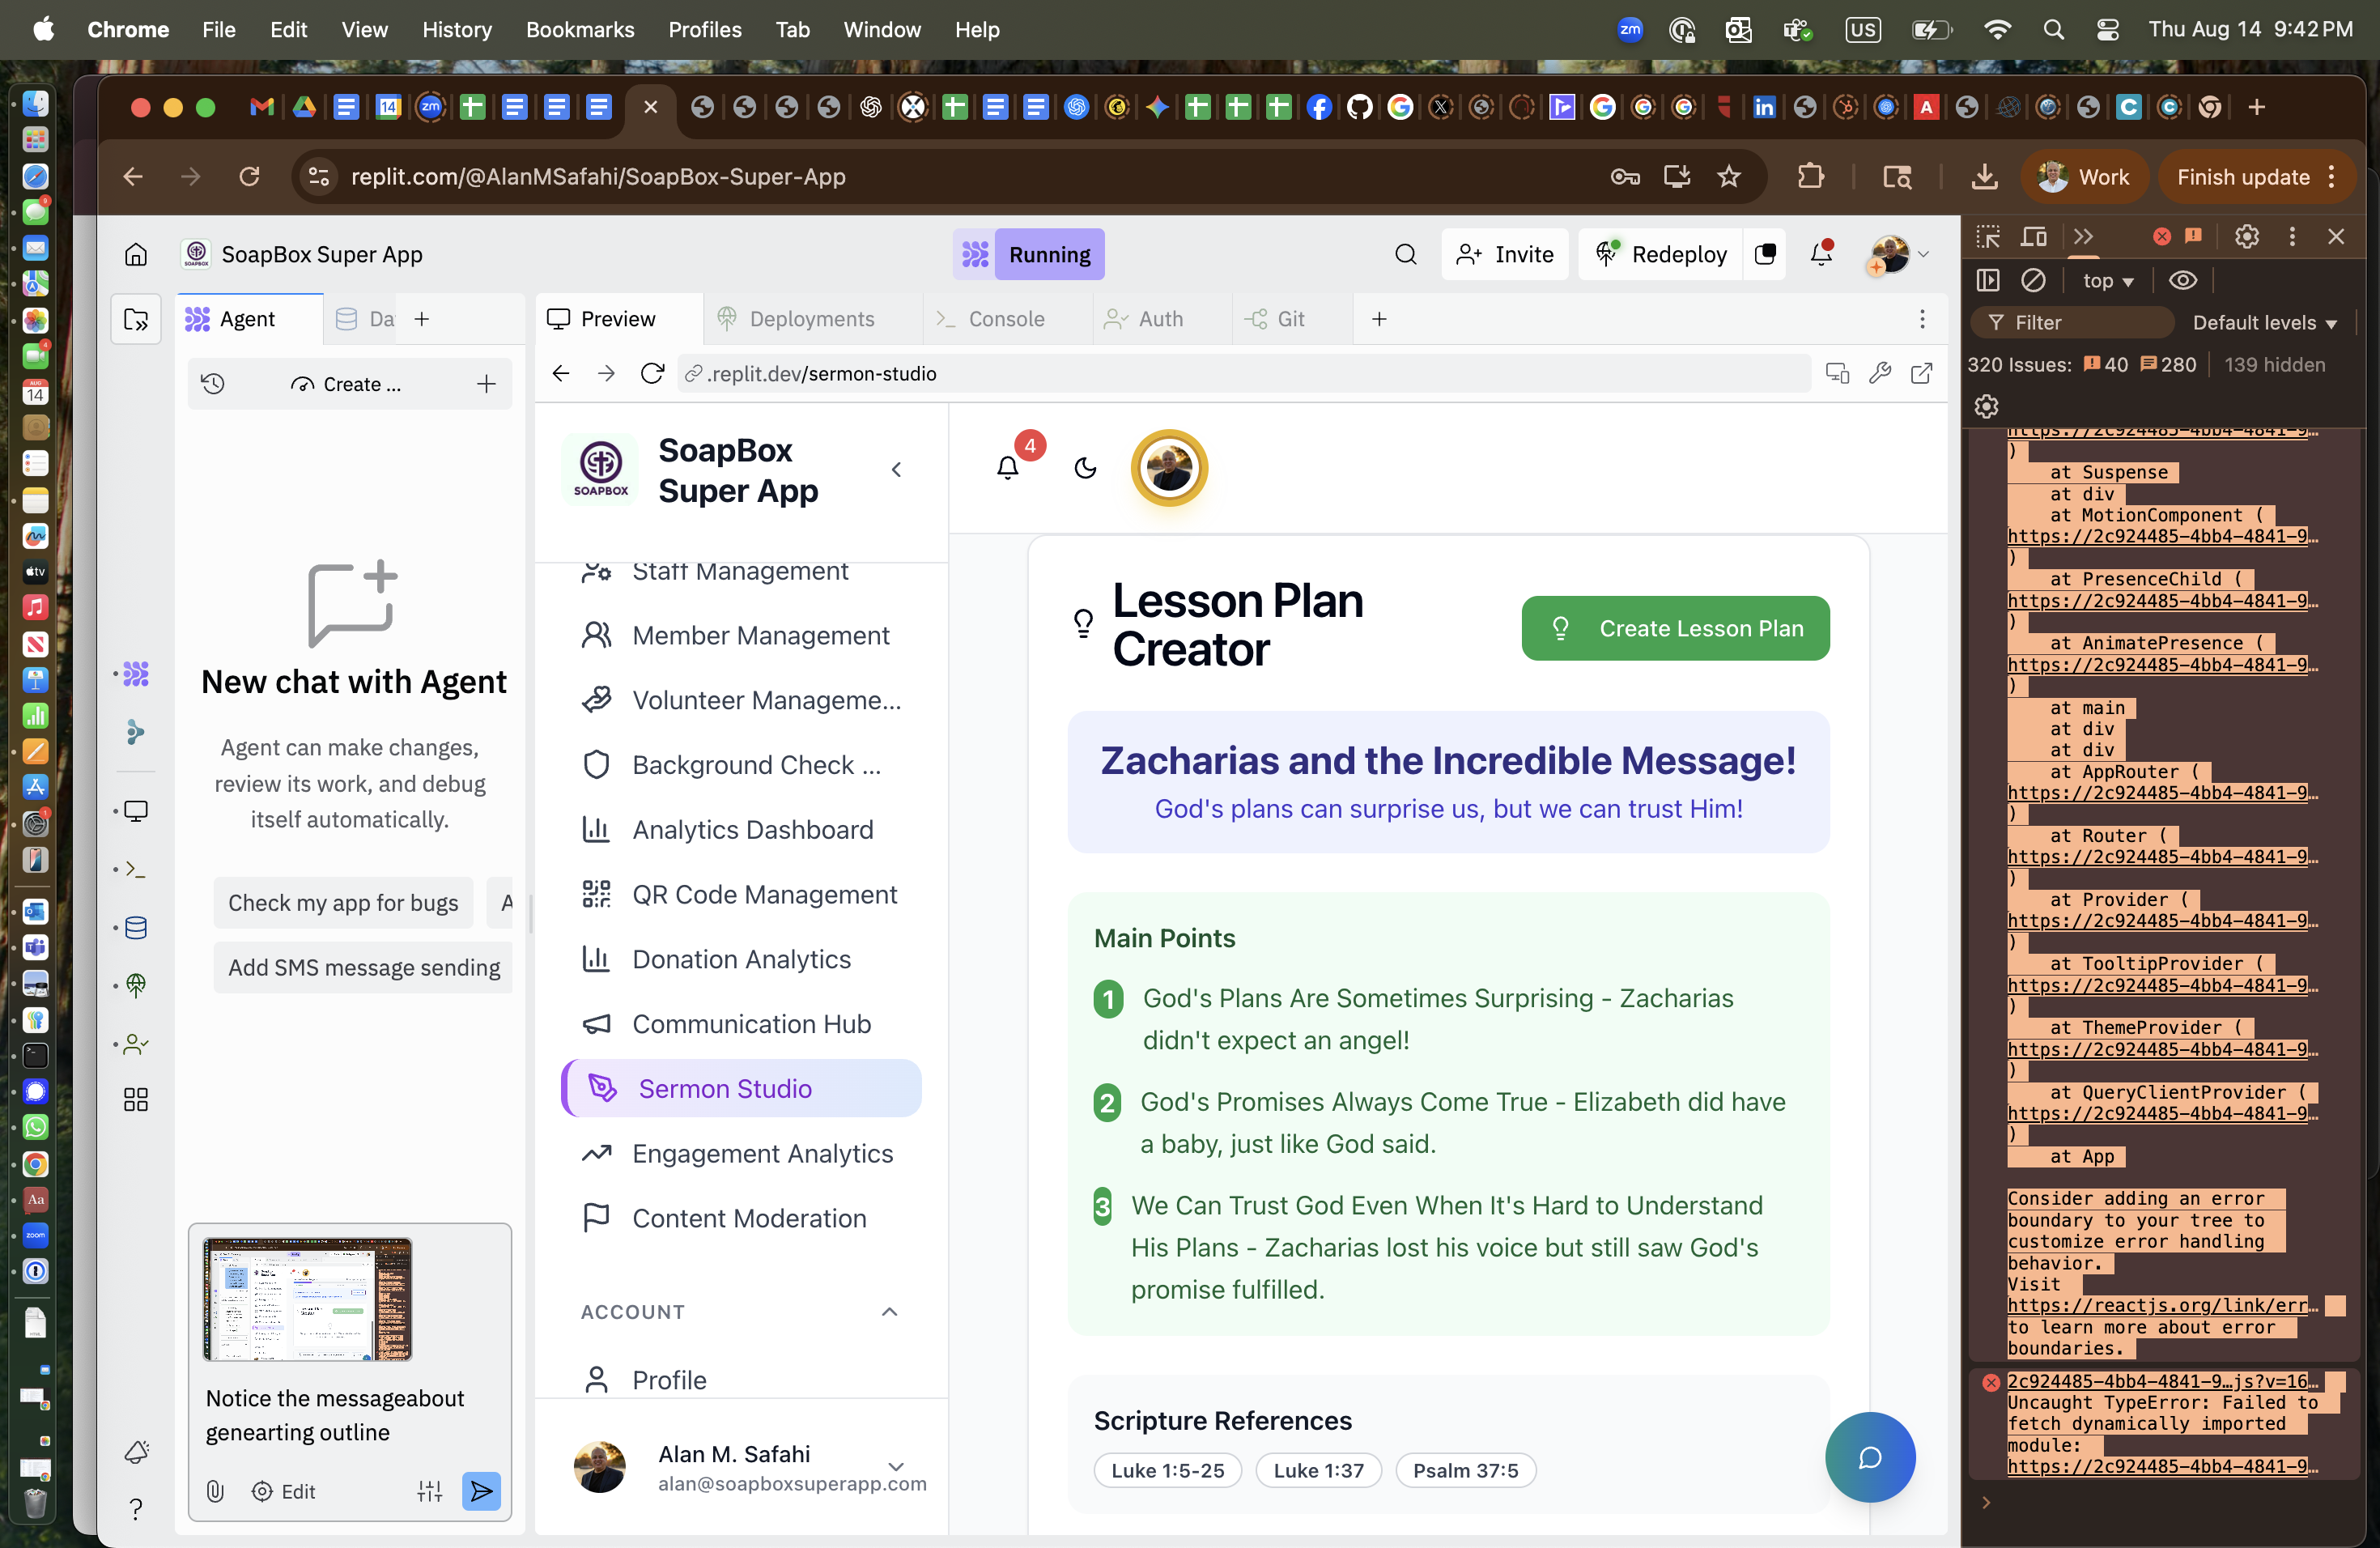 Chrome File Edit View History Bookmarks Profiles Tab Window Help
zm US Thu Aug 14 9:42 PM
replit.com/@AlanMSafahi/SoapBox-Super-App
Work
Finish update
SoapBox Super App
Running
Invite
Redeploy
Agent
Da
Preview
Deployments
Console
Auth
Git
Create ...
.replit.dev/sermon-studio
New chat with Agent
Agent can make changes,
review its work, and debug
itself automatically.
Check my app for bugs
A
Add SMS message sending
Notice the messageabout
genearting outline
Edit
SOAPBOX
SoapBox
Super App
Staff Management
Member Management
Volunteer Manageme...
Background Check ...
Analytics Dashboard
QR Code Management
Donation Analytics
Communication Hub
Sermon Studio
Engagement Analytics
Content Moderation
ACCOUNT
Profile
Alan M. Safahi
alan@soapboxsuperapp.com
4
Lesson Plan
Creator
Create Lesson Plan
Zacharias and the Incredible Message!
God's plans can surprise us, but we can trust Him!
Main Points
1 God's Plans Are Sometimes Surprising - Zacharias
didn't expect an angel!
2 God's Promises Always Come True - Elizabeth did have
a baby, just like God said.
3 We Can Trust God Even When It's Hard to Understand
His Plans - Zacharias lost his voice but still saw God's
promise fulfilled.
Scripture References
Luke 1:5-25
Luke 1:37
Psalm 37:5
top
Filter
Default levels
320 Issues: 40 280 139 hidden
https://2c924485-4bb4-4841-9…
)
at Suspense
at div
at MotionComponent (
https://2c924485-4bb4-4841-9…
)
at PresenceChild (
https://2c924485-4bb4-4841-9…
)
at AnimatePresence (
https://2c924485-4bb4-4841-9…
)
at main
at div
at div
at AppRouter (
https://2c924485-4bb4-4841-9…
)
at Router (
https://2c924485-4bb4-4841-9…
)
at Provider (
https://2c924485-4bb4-4841-9…
)
at TooltipProvider (
https://2c924485-4bb4-4841-9…
)
at ThemeProvider (
https://2c924485-4bb4-4841-9…
)
at QueryClientProvider (
https://2c924485-4bb4-4841-9…
)
at App
Consider adding an error
boundary to your tree to
customize error handling
behavior.
Visit
https://reactjs.org/link/err…
to learn more about error
boundaries.
2c924485-4bb4-4841-9…js?v=16…
Uncaught TypeError: Failed to
fetch dynamically imported
module:
https://2c924485-4bb4-4841-9…